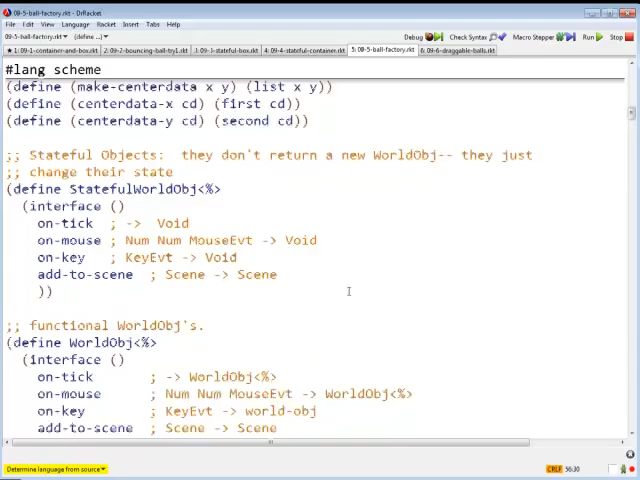 09-5-ball-factory.rkt - DrRacket
File Edit View Language Racket Insert Tabs Help
09-5-ball-factory.rkt▾ (define ...)▾ Debug Check Syntax Macro Stepper Run Stop
1: 09-1-container-and-box.rkt 2: 09-2-bouncing-ball-try1.rkt 3: 09-3-stateful-box.rkt 4: 09-4-stateful-container.rkt 5: 09-5-ball-factory.rkt 6: 09-6-draggable-balls.rkt
#lang scheme
(define (make-centerdata x y) (list x y))
(define (centerdata-x cd) (first cd))
(define (centerdata-y cd) (second cd))
;; Stateful Objects: they don't return a new WorldObj-- they just
;; change their state
(define StatefulWorldObj<%>
(interface ()
on-tick ; -> Void
on-mouse ; Num Num MouseEvt -> Void
on-key ; KeyEvt -> Void
add-to-scene ; Scene -> Scene
))
;; functional WorldObj's.
(define WorldObj<%>
(interface ()
on-tick ; -> WorldObj<%>
on-mouse ; Num Num MouseEvt -> WorldObj<%>
on-key ; KeyEvt -> world-obj
add-to-scene ; Scene -> Scene
Determine language from source▾ CRLF 56:30